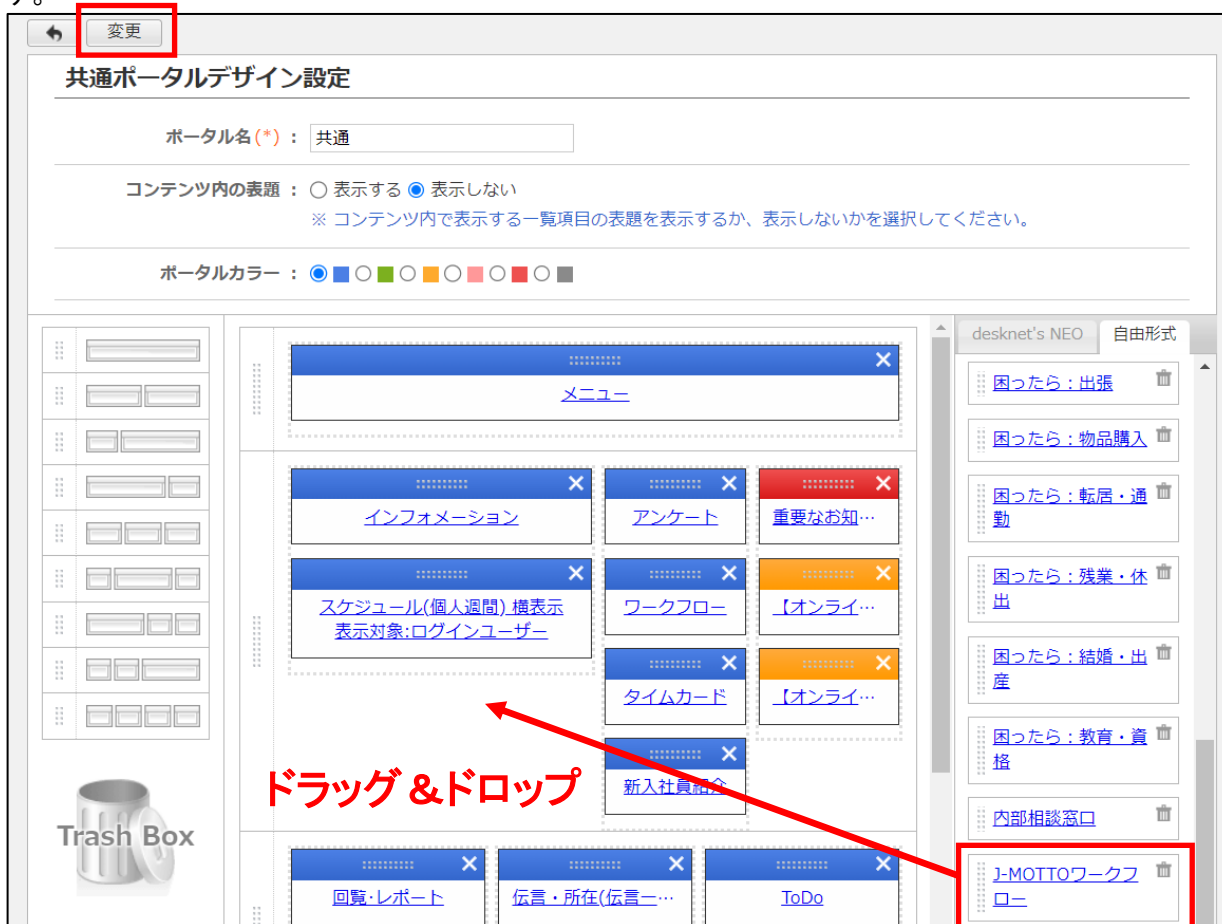 す。
変更
共通ポータルデザイン設定
ポータル名(*) : 共通
コンテンツ内の表題 : 表示する 表示しない
※ コンテンツ内で表示する一覧項目の表題を表示するか、表示しないかを選択してください。
ポータルカラー :
desknet's NEO 自由形式
メニュー
インフォメーション アンケート 重要なお知…
スケジュール(個人週間) 横表示
表示対象:ログインユーザー
ワークフロー 【オンライ…
タイムカード 【オンライ…
新入社員紹介
ドラッグ&ドロップ
Trash Box
回覧・レポート 伝言・所在(伝言一… ToDo
困ったら:出張
困ったら:物品購入
困ったら:転居・通
勤
困ったら:残業・休
出
困ったら:結婚・出
産
困ったら:教育・資
格
内部相談窓口
J-MOTTOワークフ
ロー